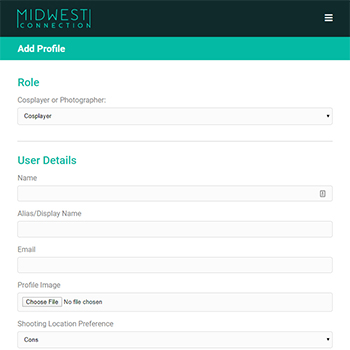 MIDWEST
CONNECTION
Add Profile
Role
Cosplayer or Photographer:
Cosplayer
User Details
Name
Alias/Display Name
Email
Profile Image
Choose File No file chosen
Shooting Location Preference
Cons